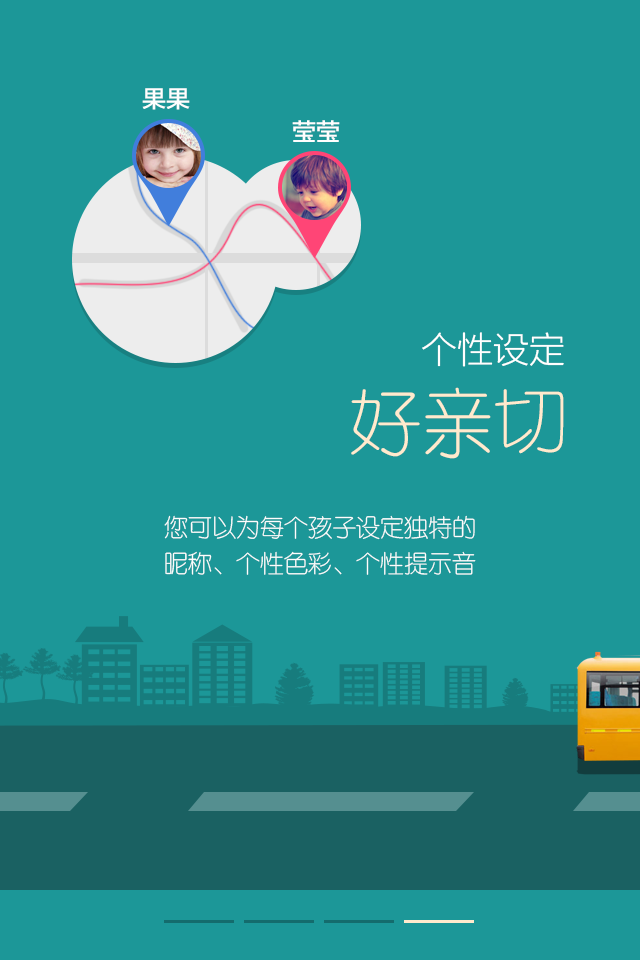 果果
莹莹
个性设定
好亲切
您可以为每个孩子设定独特的
昵称、个性色彩、个性提示音